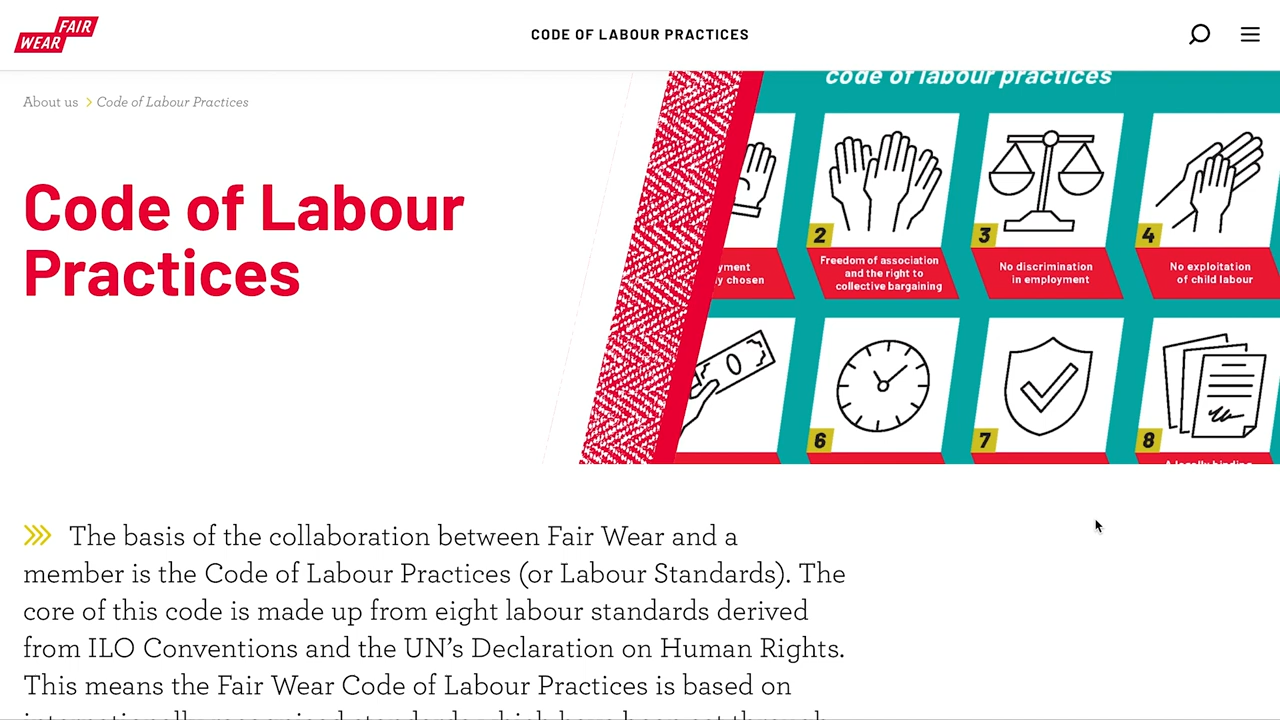 FAIR
WEAR
CODE OF LABOUR PRACTICES
About us
Code of Labour Practices
Code of Labour
Practices
code of labour practices
2
Freedom of association
and the right to
collective bargaining
3
No discrimination
in employment
4
No exploitation
of child labour
chosen
6
7
8
The basis of the collaboration between Fair Wear and a
member is the Code of Labour Practices (or Labour Standards). The
core of this code is made up from eight labour standards derived
from ILO Conventions and the UN's Declaration on Human Rights.
This means the Fair Wear Code of Labour Practices is based on